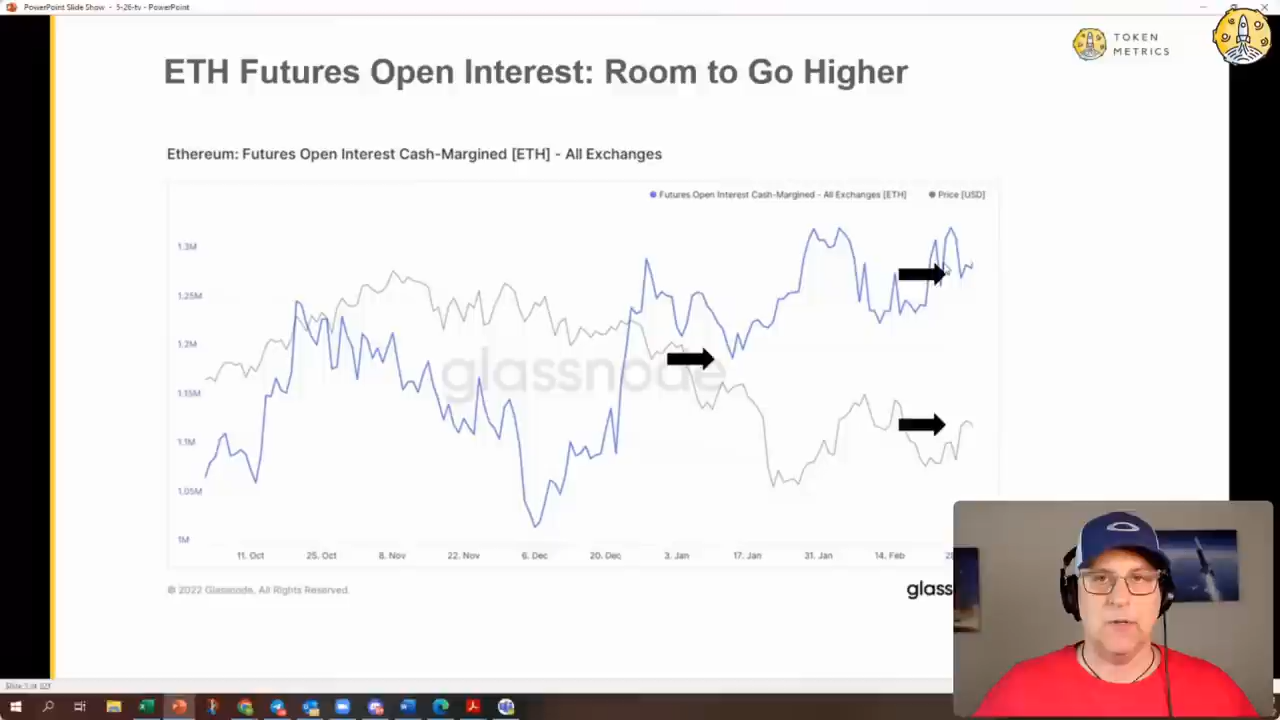 PowerPoint Slide Show - 5-26-tv - PowerPoint
TOKEN
METRICS
ETH Futures Open Interest: Room to Go Higher
Ethereum: Futures Open Interest Cash-Margined [ETH] - All Exchanges
Futures Open Interest Cash-Margined - All Exchanges [ETH]
Price [USD]
1.3M
1.25M
1.2M
1.15M
1.1M
1.05M
1M
glassnode
11. Oct
25. Oct
8. Nov
22. Nov
6. Dec
20. Dec
3. Jan
17. Jan
31. Jan
14. Feb
© 2022 Glassnode. All Rights Reserved.
glass